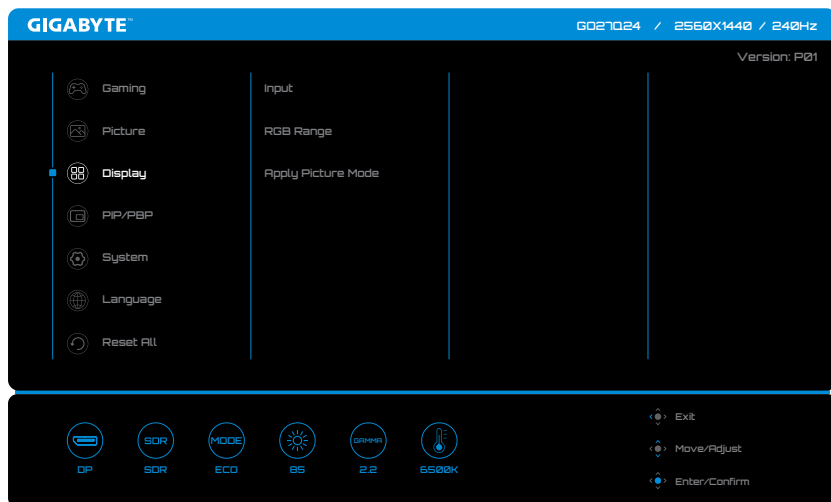 GIGABYTE™
GO27Q24 / 2560X1440 / 240Hz
Version: P01
Gaming
Picture
Display
PIP/PBP
System
Language
Reset All
Input
RGB Range
Apply Picture Mode
SDR
MODE
GAMMA
DP
SDR
ECO
85
2.2
6500K
Exit
Move/Adjust
Enter/Confirm